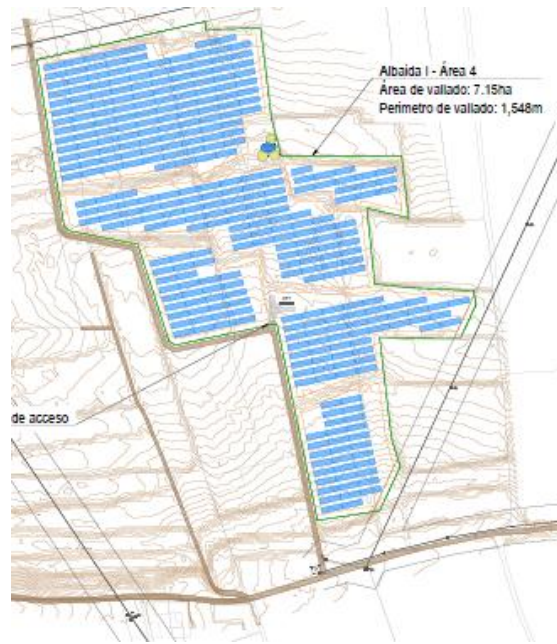 Albaida I - Área 4
Área de vallado: 7.15ha
Perímetro de vallado: 1,548m
de acceso